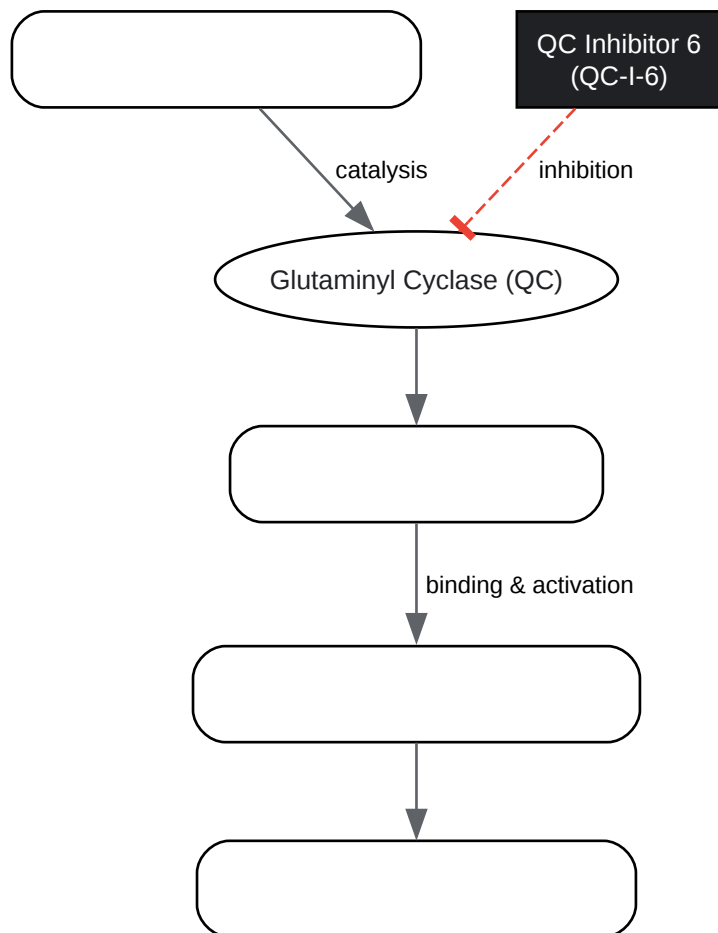 QC Inhibitor 6
(QC-I-6)
catalysis
inhibition
Glutaminyl Cyclase (QC)
binding & activation